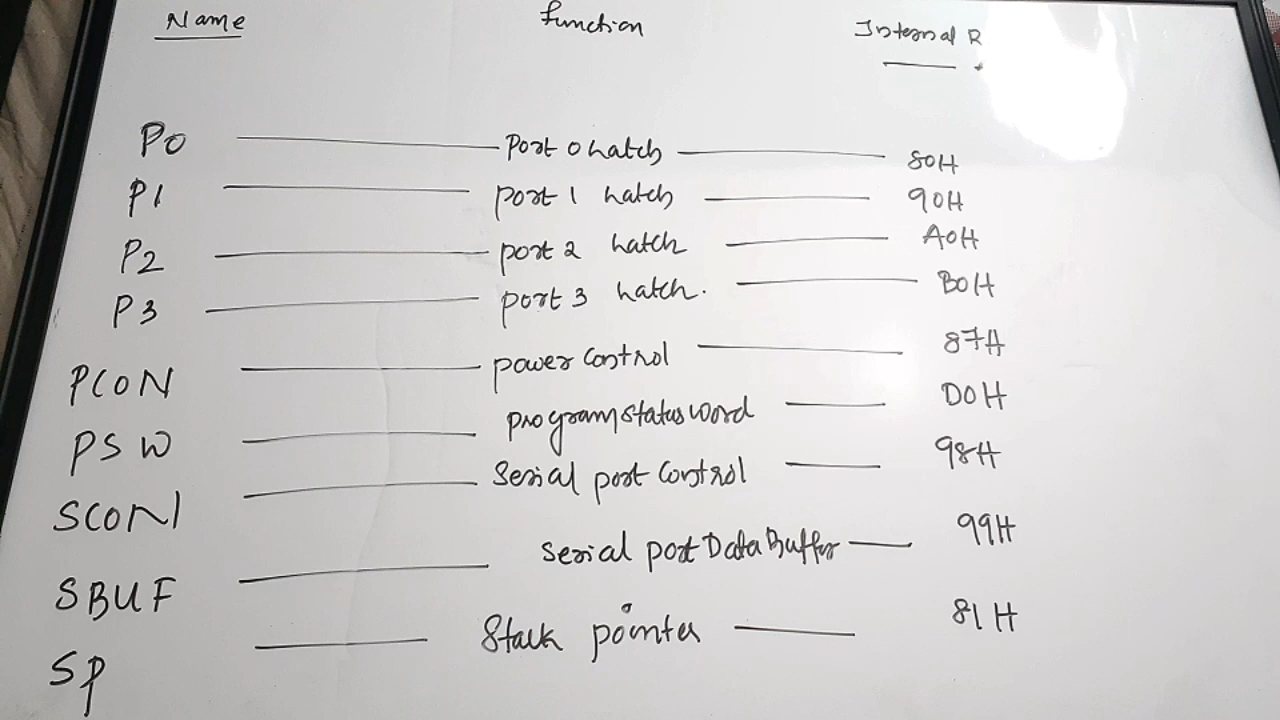 Name Function Internal R
P0 Port 0 Latch 80H
P1 port 1 Latch 90H
P2 port 2 Latch A0H
P3 port 3 Latch. B0H
PCON power control 87H
PSW program status word D0H
SCON Serial port control 98H
SBUF Serial port Data Buffer 99H
SP Stack pointer 81H